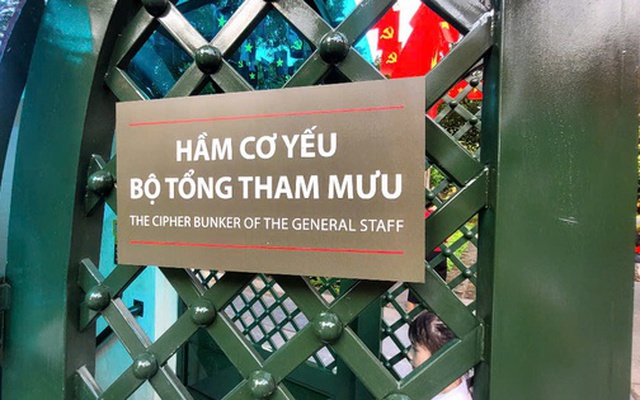 HẦM CƠ YẾU
BỘ TỔNG THAM MƯU
THE CIPHER BUNKER OF THE GENERAL STAFF